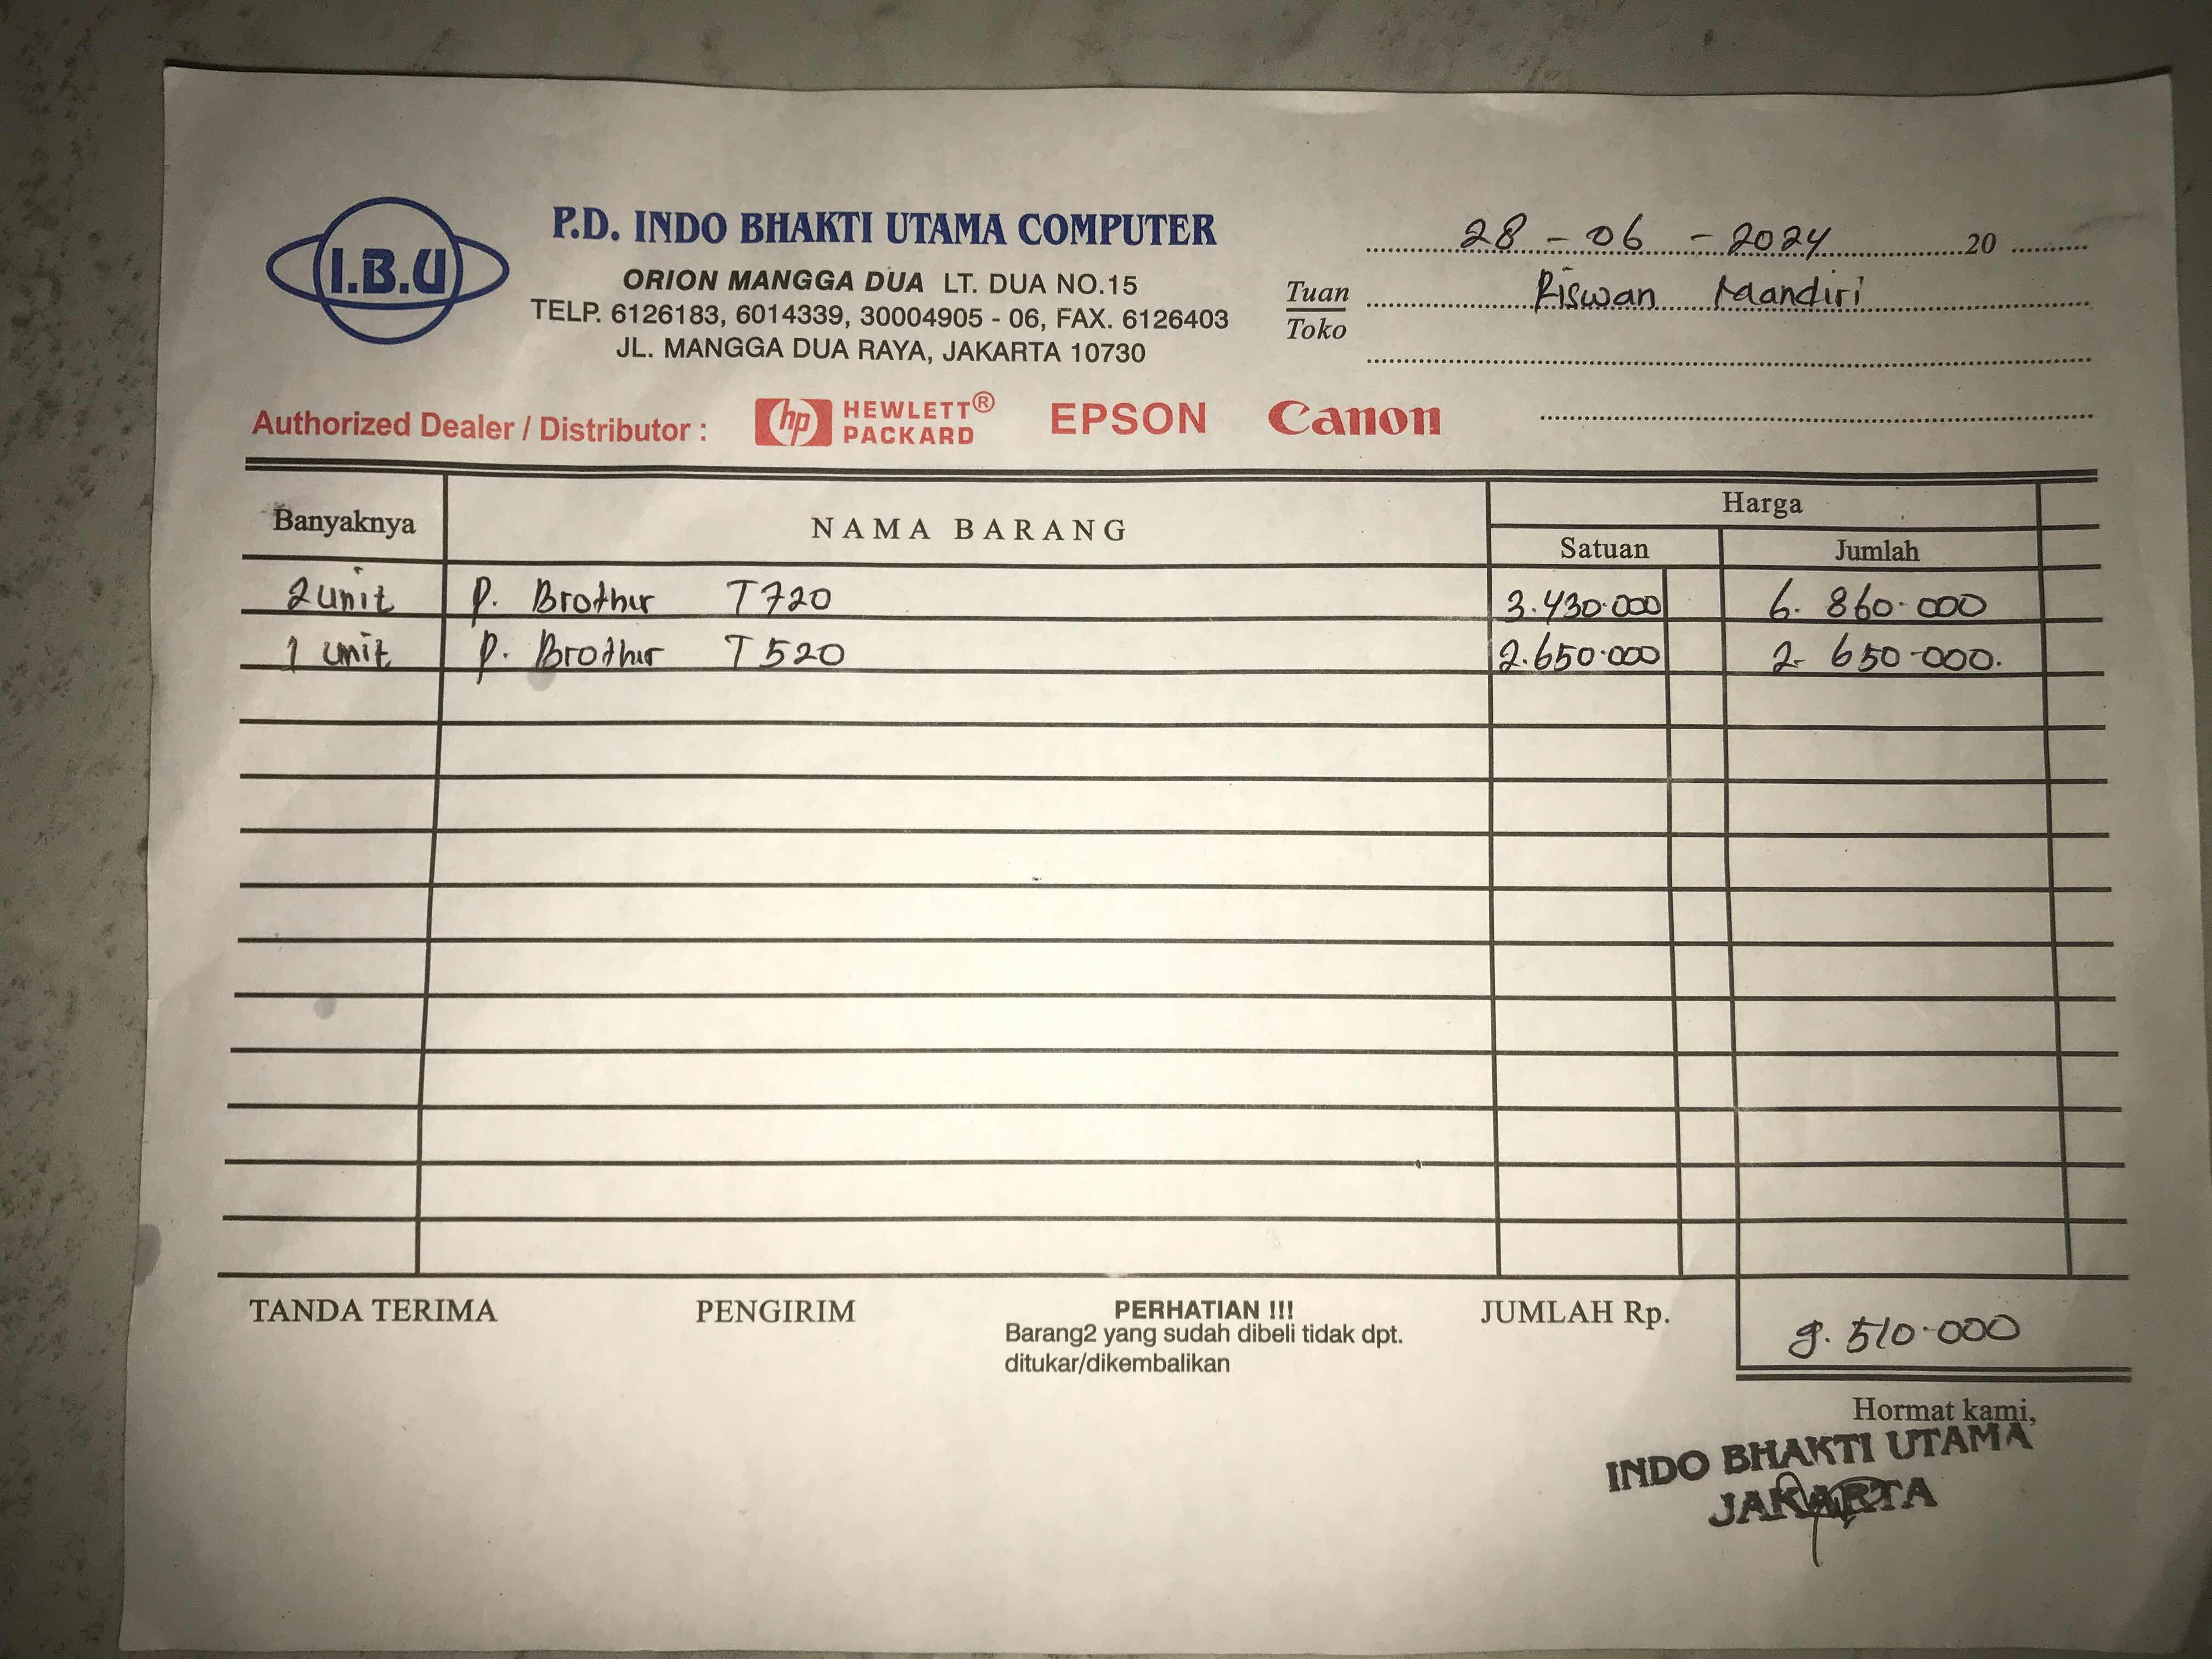 I.B.U
P.D. INDO BHAKTI UTAMA COMPUTER
ORION MANGGA DUA LT. DUA NO.15
TELP. 6126183, 6014339, 30004905 - 06, FAX. 6126403
JL. MANGGA DUA RAYA, JAKARTA 10730
28 - 06 - 2024 20
Tuan Riswan Mandiri
Toko
Authorized Dealer / Distributor : hp HEWLETT® PACKARD EPSON Canon
Banyaknya NAMA BARANG Harga
Satuan Jumlah
2 unit P. Brother T720 3.430.000 6.860.000
1 unit P. Brother T520 2.650.000 2.650.000.
TANDA TERIMA PENGIRIM PERHATIAN !!! JUMLAH Rp. 9.510.000
Barang2 yang sudah dibeli tidak dpt.
ditukar/dikembalikan
Hormat kami,
INDO BHAKTI UTAMA
JAKARTA